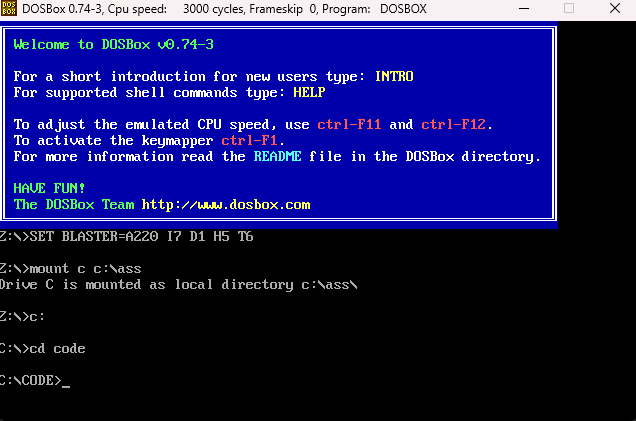 DOSBox 0.74-3, Cpu speed: 3000 cycles, Frameskip 0, Program: DOSBOX
Welcome to DOSBox v0.74-3
For a short introduction for new users type: INTRO
For supported shell commands type: HELP
To adjust the emulated CPU speed, use ctrl-F11 and ctrl-F12.
To activate the keymapper ctrl-F1.
For more information read the README file in the DOSBox directory.
HAVE FUN!
The DOSBox Team http://www.dosbox.com
Z:\>SET BLASTER=A220 I7 D1 H5 T6
Z:\>mount c c:\ass
Drive C is mounted as local directory c:\ass\
Z:\>c:
C:\>cd code
C:\CODE>_